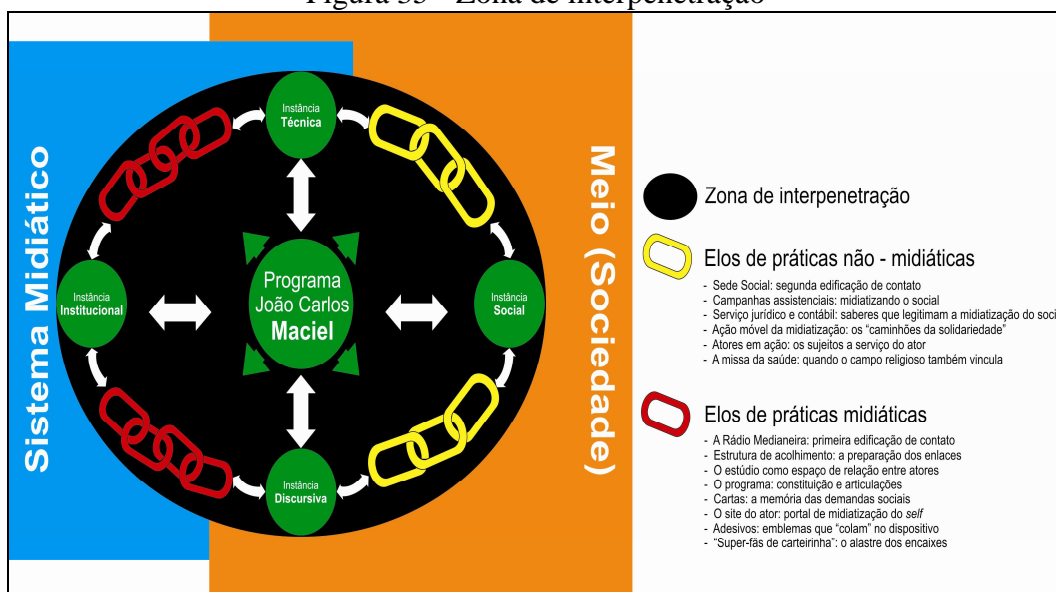 Figura 33 - Zona de interpenetração
Sistema Midiático
Instância
Técnica
Instância
Institucional
Programa
João Carlos
Maciel
Instância
Social
Instância
Discursiva
Meio (Sociedade)
Zona de interpenetração
Elos de práticas não - midiáticas
- Sede Social: segunda edificação de contato
- Campanhas assistenciais: midiatizando o social
- Serviço jurídico e contábil: saberes que legitimam a midiatização do soci
- Ação móvel da midiatização: os “caminhões da solidariedade”
- Atores em ação: os sujeitos a serviço do ator
- A missa da saúde: quando o campo religioso também vincula
Elos de práticas midiáticas
- A Rádio Medianeira: primeira edificação de contato
- Estrutura de acolhimento: a preparação dos enlaces
- O estúdio como espaço de relação entre atores
- O programa: constituição e articulações
- Cartas: a memória das demandas sociais
- O site do ator: portal de midiatização do self
- Adesivos: emblemas que “colam” no dispositivo
- “Super-fãs de carteirinha”: o alastre dos encaixes